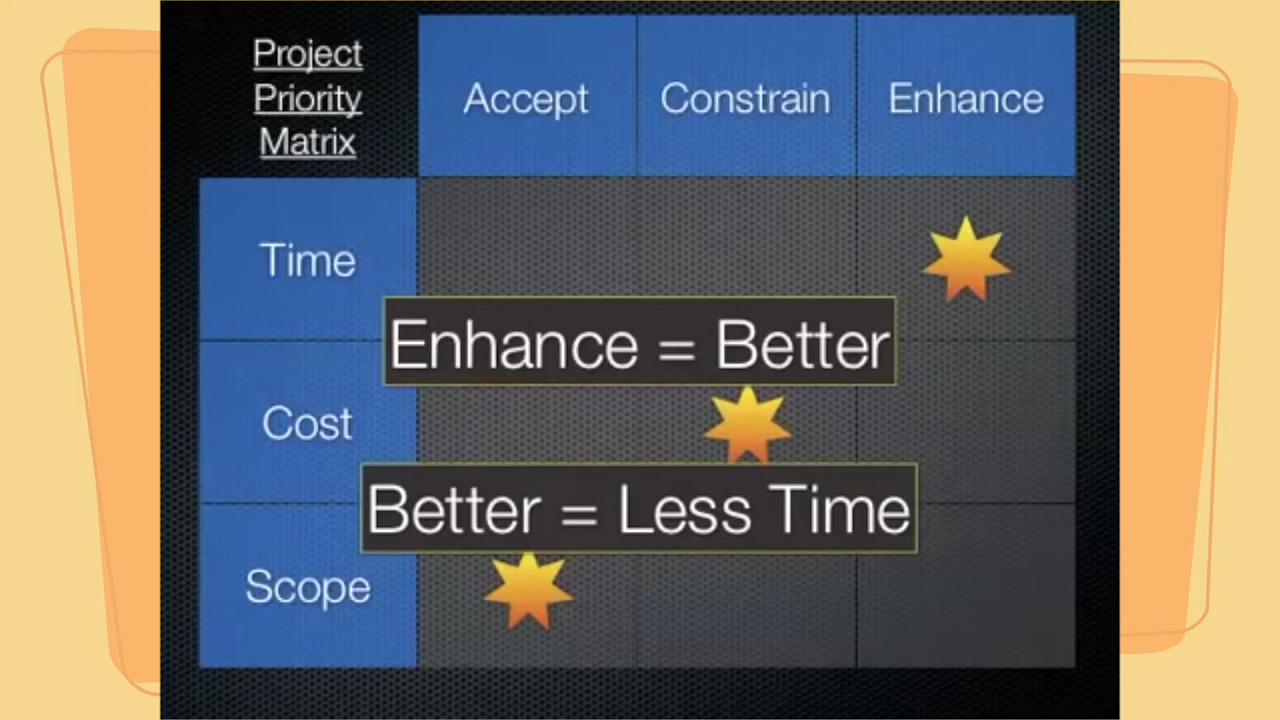 Project
Priority
Matrix
Accept
Constrain
Enhance
Time
Enhance = Better
Cost
Better = Less Time
Scope